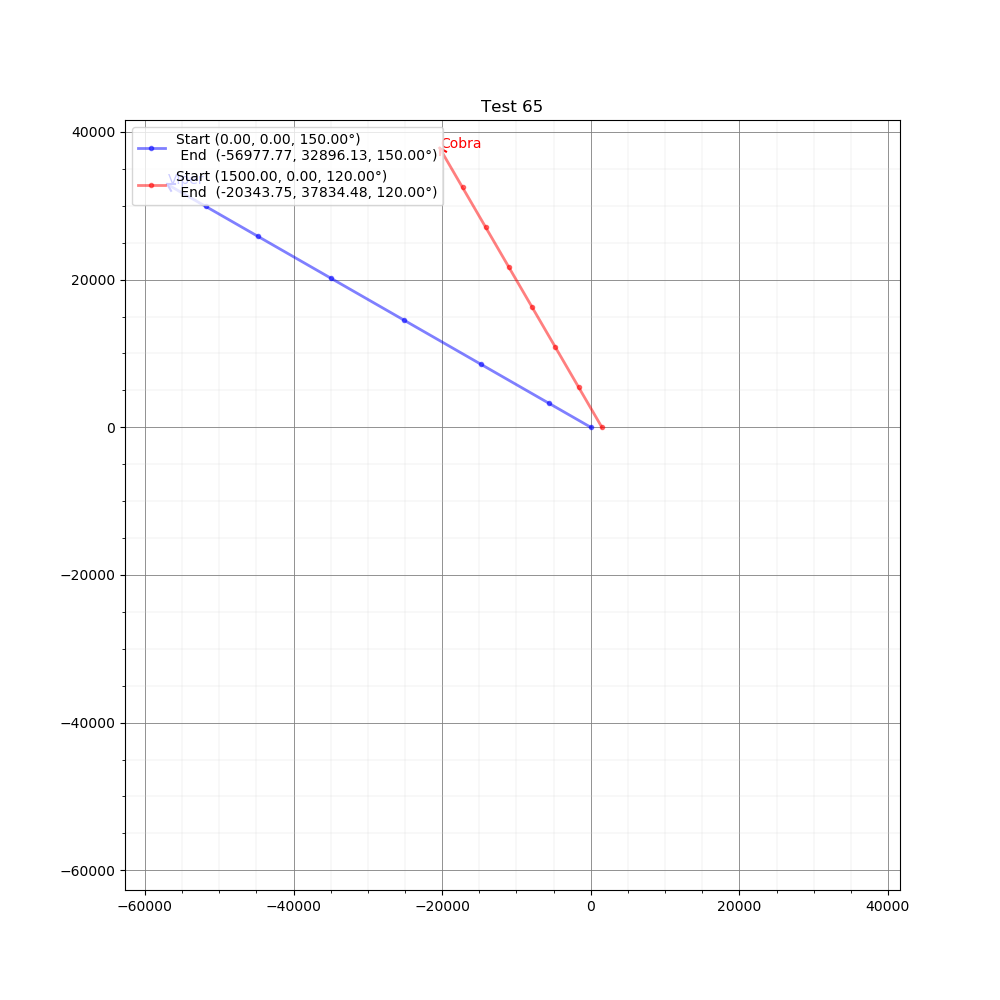 Test 65
Start (0.00, 0.00, 150.00°)
End (-56977.77, 32896.13, 150.00°)
Start (1500.00, 0.00, 120.00°)
End (-20343.75, 37834.48, 120.00°)
Cobra
40000
20000
0
−20000
−40000
−60000
−60000 −40000 −20000 0 20000 40000